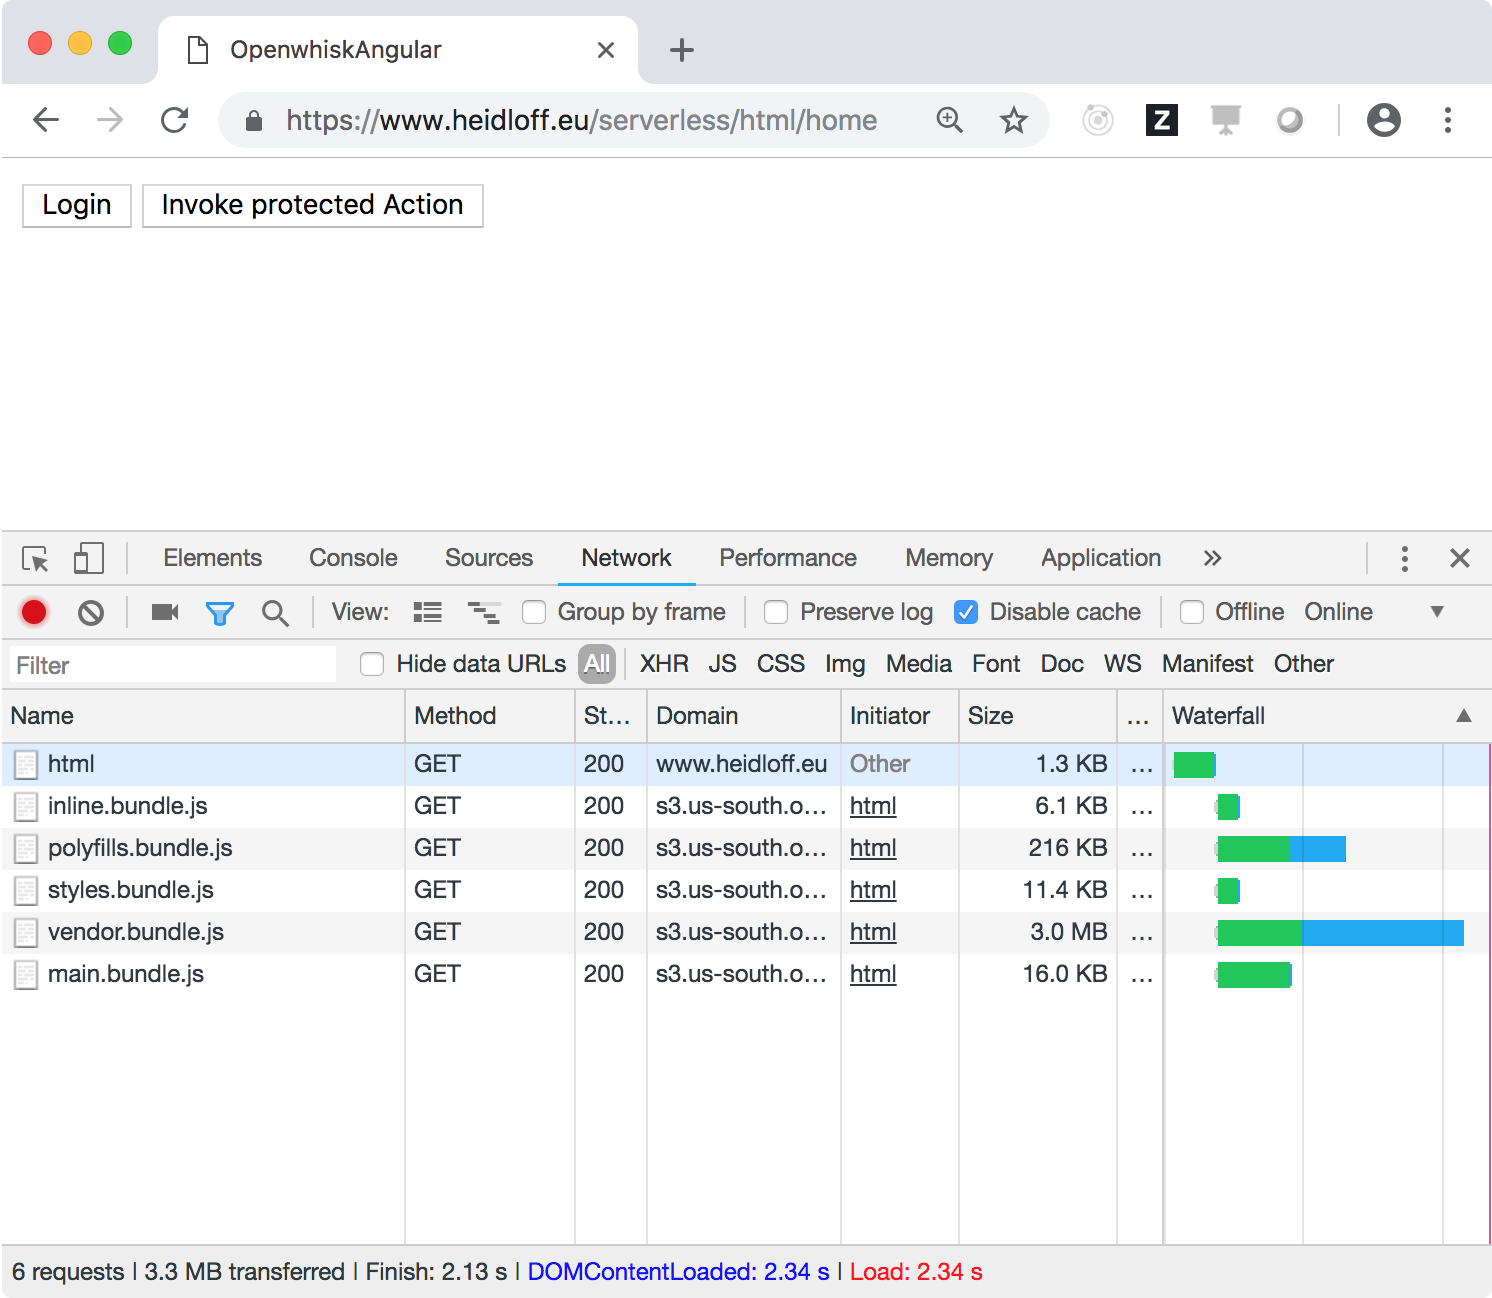 OpenwhiskAngular
https://www.heidloff.eu/serverless/html/home
Z
Login Invoke protected Action
Elements Console Sources Network Performance Memory Application
View: Group by frame Preserve log Disable cache Offline Online
Filter Hide data URLs All XHR JS CSS Img Media Font Doc WS Manifest Other
Name Method St... Domain Initiator Size ... Waterfall
html GET 200 www.heidloff.eu Other 1.3 KB ...
inline.bundle.js GET 200 s3.us-south.o... html 6.1 KB ...
polyfills.bundle.js GET 200 s3.us-south.o... html 216 KB ...
styles.bundle.js GET 200 s3.us-south.o... html 11.4 KB ...
vendor.bundle.js GET 200 s3.us-south.o... html 3.0 MB ...
main.bundle.js GET 200 s3.us-south.o... html 16.0 KB ...
6 requests | 3.3 MB transferred | Finish: 2.13 s | DOMContentLoaded: 2.34 s | Load: 2.34 s